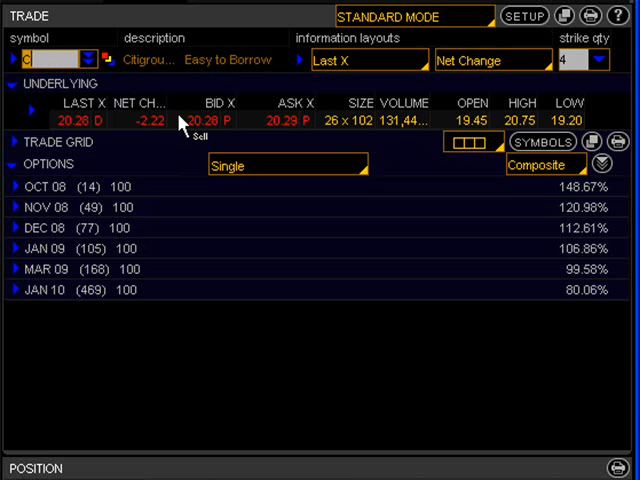 TRADE STANDARD MODE SETUP ?
symbol description information layouts strike qty
C Citigrou... Easy to Borrow Last X Net Change 4
UNDERLYING
LAST X NET CH... BID X ASK X SIZE VOLUME OPEN HIGH LOW
20.28 D -2.22 20.28 P 20.29 P 26 x 102 131,44... 19.45 20.75 19.20
Sell
TRADE GRID SYMBOLS
OPTIONS Single Composite
OCT 08 (14) 100 148.67%
NOV 08 (49) 100 120.98%
DEC 08 (77) 100 112.61%
JAN 09 (105) 100 106.86%
MAR 09 (168) 100 99.58%
JAN 10 (469) 100 80.06%
POSITION